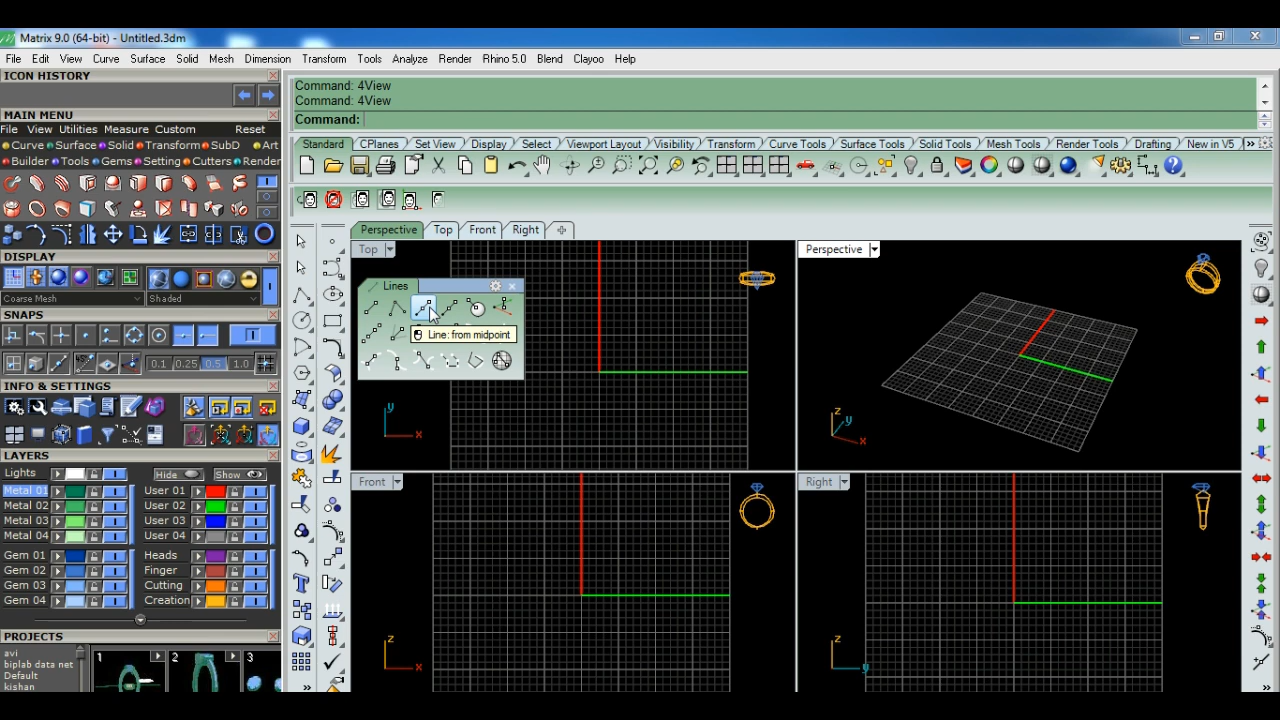 Matrix 9.0 (64-bit) - Untitled.3dm
File Edit View Curve Surface Solid Mesh Dimension Transform Tools Analyze Render Rhino 5.0 Blend Clayoo Help
ICON HISTORY
MAIN MENU
File View Utilities Measure Custom Reset
Curve Surface Solid Transform SubD Art
Builder Tools Gems Setting Cutters Render
DISPLAY
Coarse Mesh Shaded
SNAPS
0.1 0.25 0.5 1.0
INFO & SETTINGS
LAYERS
Lights Hide Show
Metal 01 User 01
Metal 02 User 02
Metal 03 User 03
Metal 04 User 04
Gem 01 Heads
Gem 02 Finger
Gem 03 Cutting
Gem 04 Creation
PROJECTS
avi
biplab data net
Default
kishan
1 2 3
Command: 4View
Command: 4View
Command:
Standard CPlanes Set View Display Select Viewport Layout Visibility Transform Curve Tools Surface Tools Solid Tools Mesh Tools Render Tools Drafting New in V5
Perspective Top Front Right
Top
Lines
Line: from midpoint
y
x
Perspective
z
y
x
Front
z
x
Right
z
y